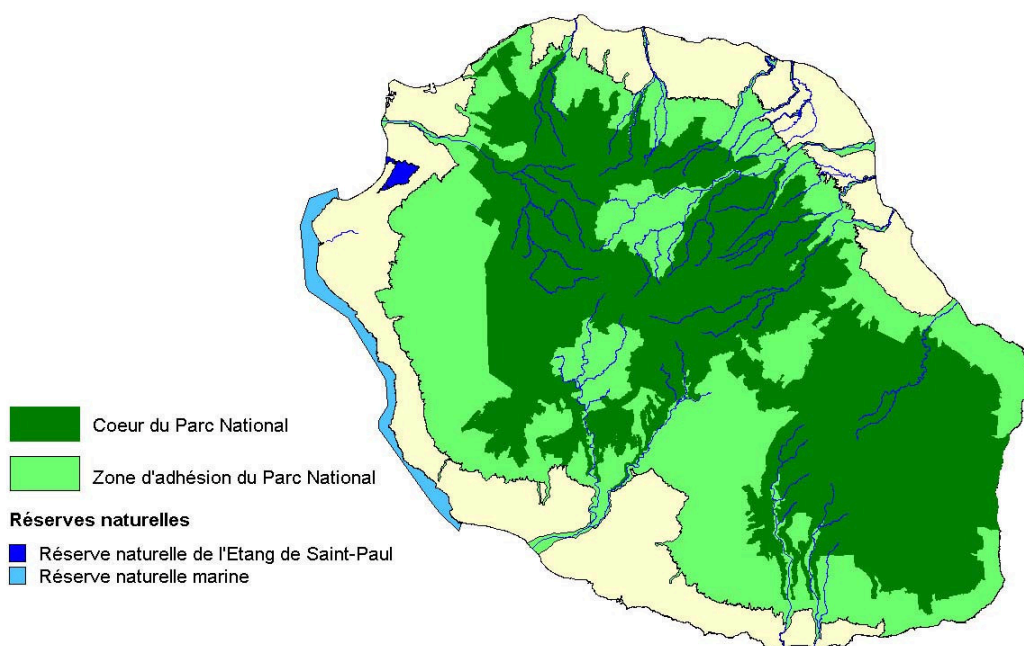 Coeur du Parc National
Zone d'adhésion du Parc National
Réserves naturelles
Réserve naturelle de l'Etang de Saint-Paul
Réserve naturelle marine